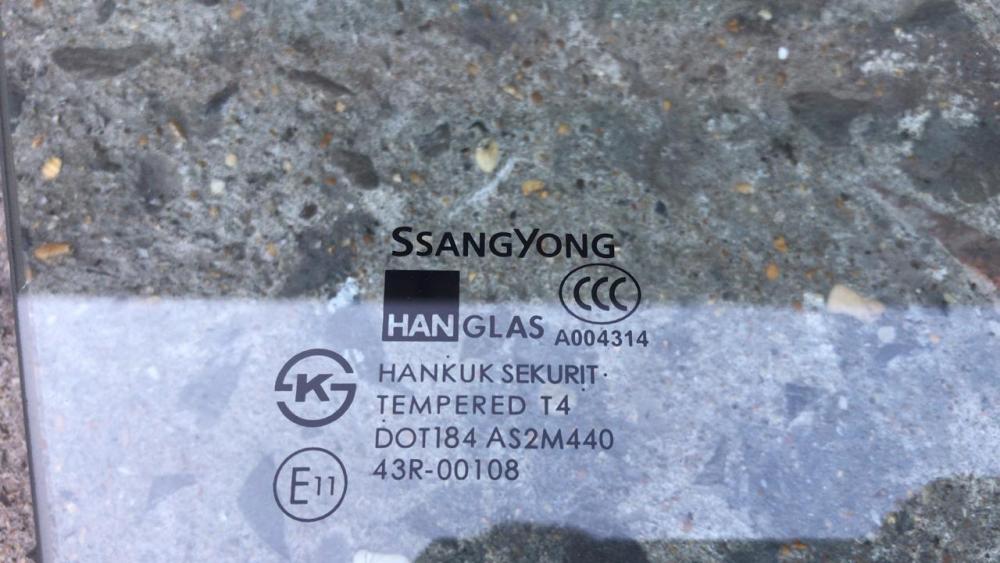 SSANGYONG
CCC
HANGLAS
A004314
K
HANKUK SEKURIT
TEMPERED T4
DOT184 AS2M440
43R-00108
E11